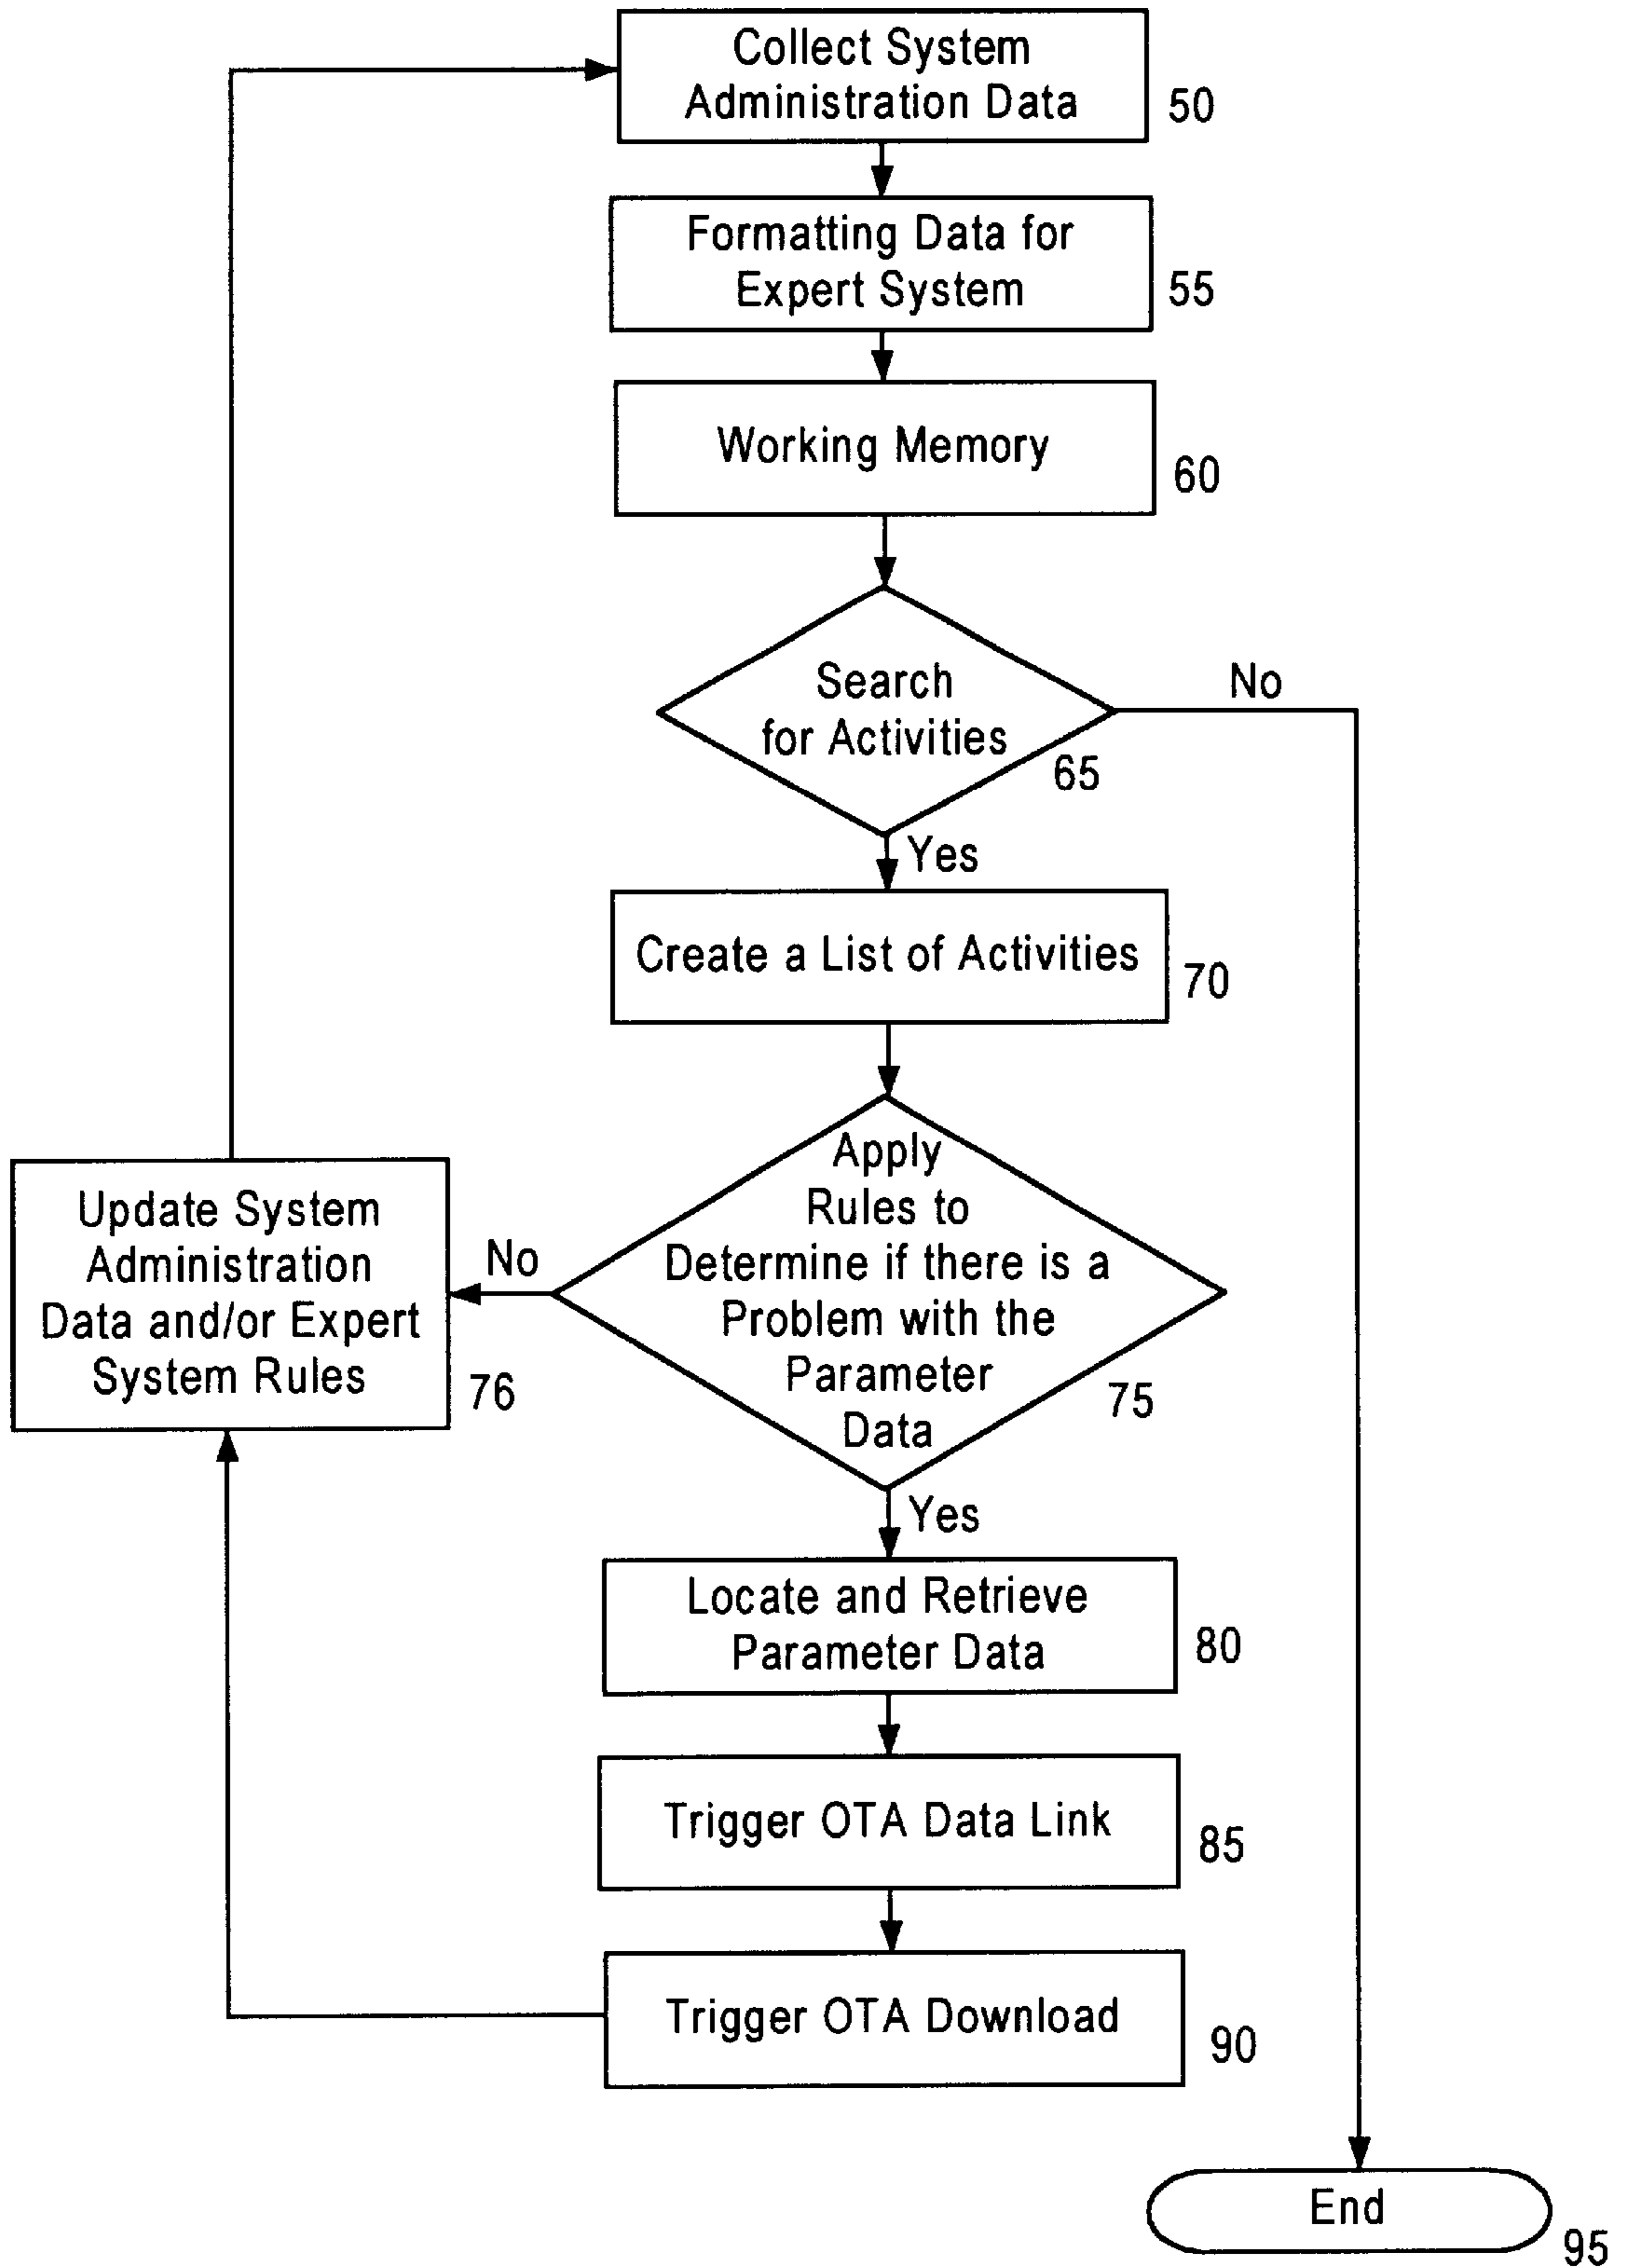 Collect System
Administration Data
50
Formatting Data for
Expert System
55
Working Memory
60
Search
for Activities
65
No
Yes
Create a List of Activities
70
Apply
Rules to
Determine if there is a
Problem with the
Parameter
Data
75
No
Update System
Administration
Data and/or Expert
System Rules
76
Yes
Locate and Retrieve
Parameter Data
80
Trigger OTA Data Link
85
Trigger OTA Download
90
End
95